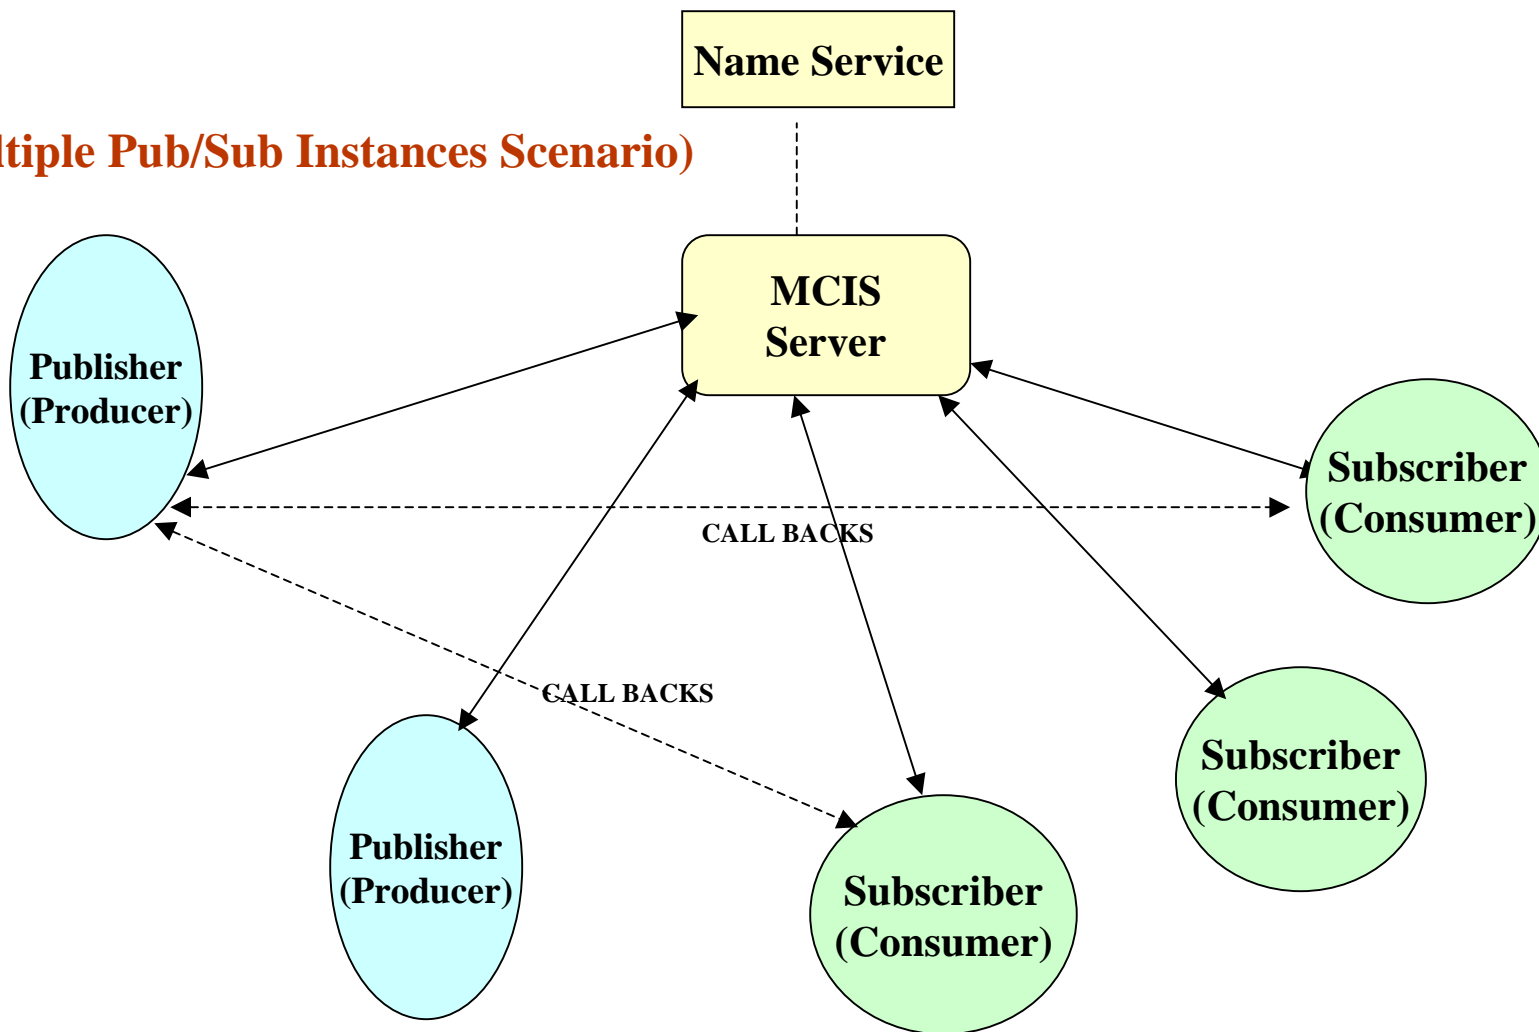 Name Service
ltiple Pub/Sub Instances Scenario)
MCIS
Server
Publisher
(Producer)
Subscriber
(Consumer)
CALL BACKS
CALL BACKS
Subscriber
(Consumer)
Publisher
(Producer)
Subscriber
(Consumer)